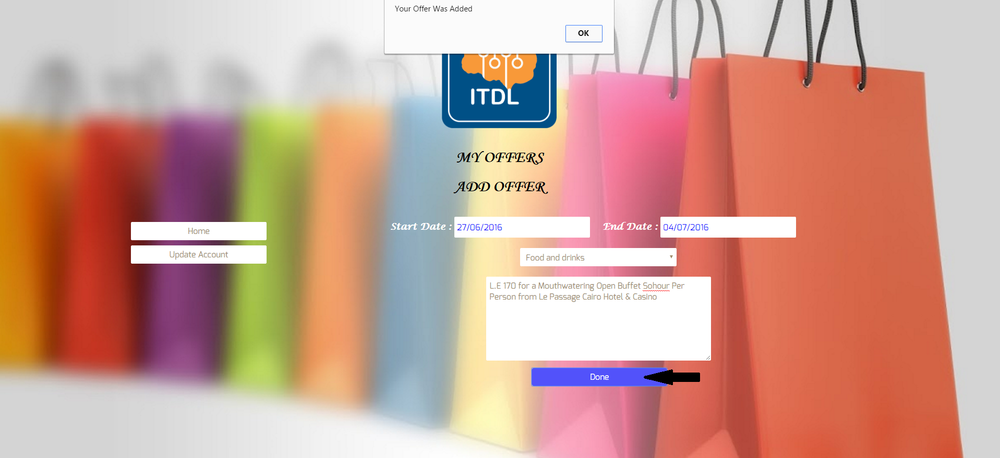 Your Offer Was Added
OK
ITDL
MY OFFERS
ADD OFFER
Home
Update Account
Start Date : 27/06/2016 End Date : 04/07/2016
Food and drinks
L.E 170 for a Mouthwatering Open Buffet Sohour Per
Person from Le Passage Cairo Hotel & Casino
Done